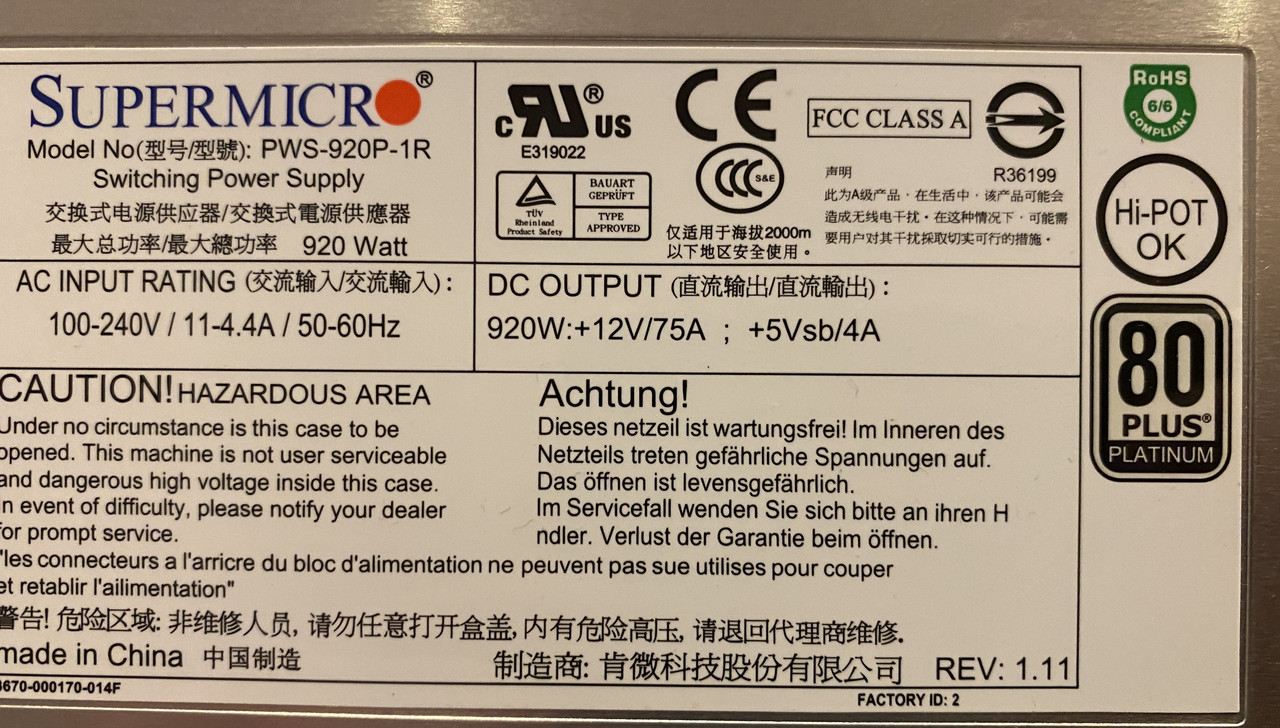 SUPERMICRO®
Model No(型号/型號): PWS-920P-1R
Switching Power Supply
交换式电源供应器/交換式電源供應器
最大总功率/最大總功率 920 Watt
c RU® US
E319022
TÜV
Rheinland
Product Safety
BAUART
GEPRÜFT
TYPE
APPROVED
CE
CCC S&E
仅适用于海拔2000m
以下地区安全使用。
FCC CLASS A
R36199
声明
此为A级产品,在生活中,该产品可能会
造成无线电干扰。在这种情况下,可能需
要用户对其干扰採取切实可行的措施。
RoHS
6/6
COMPLIANT
Hi-POT
OK
80
PLUS®
PLATINUM
AC INPUT RATING (交流输入/交流輸入):
100-240V / 11-4.4A / 50-60Hz
DC OUTPUT (直流输出/直流輸出):
920W:+12V/75A ; +5Vsb/4A
CAUTION! HAZARDOUS AREA
Under no circumstance is this case to be
opened. This machine is not user serviceable
and dangerous high voltage inside this case.
In event of difficulty, please notify your dealer
for prompt service.
Achtung!
Dieses netzeil ist wartungsfrei! Im Inneren des
Netzteils treten gefährliche Spannungen auf.
Das öffnen ist levensgefährlich.
Im Servicefall wenden Sie sich bitte an ihren H
ndler. Verlust der Garantie beim öffnen.
"les connecteurs a l'arricre du bloc d'alimentation ne peuvent pas sue utilises pour couper
et retablir l'ailimentation"
警告! 危险区域: 非维修人员, 请勿任意打开盒盖, 内有危险高压, 请退回代理商维修.
made in China 中国制造
制造商: 肯微科技股份有限公司 REV: 1.11
3670-000170-014F
FACTORY ID: 2